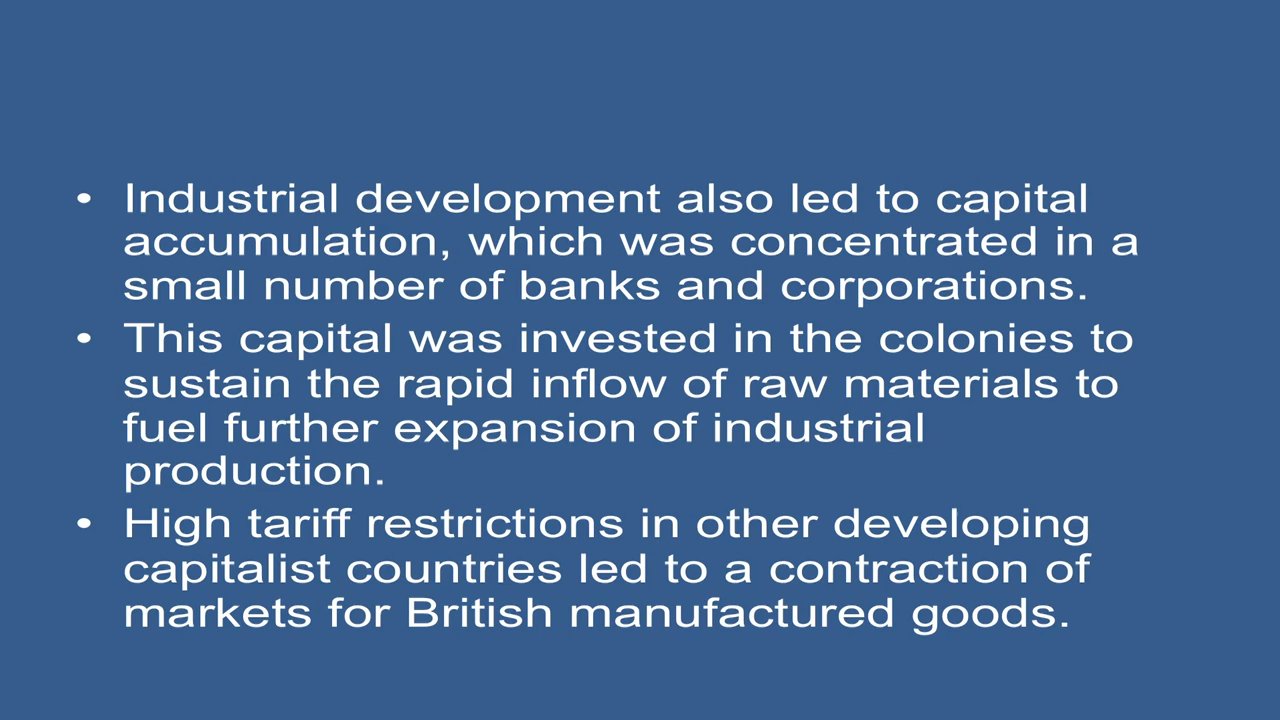 • Industrial development also led to capital
accumulation, which was concentrated in a
small number of banks and corporations.
• This capital was invested in the colonies to
sustain the rapid inflow of raw materials to
fuel further expansion of industrial
production.
• High tariff restrictions in other developing
capitalist countries led to a contraction of
markets for British manufactured goods.